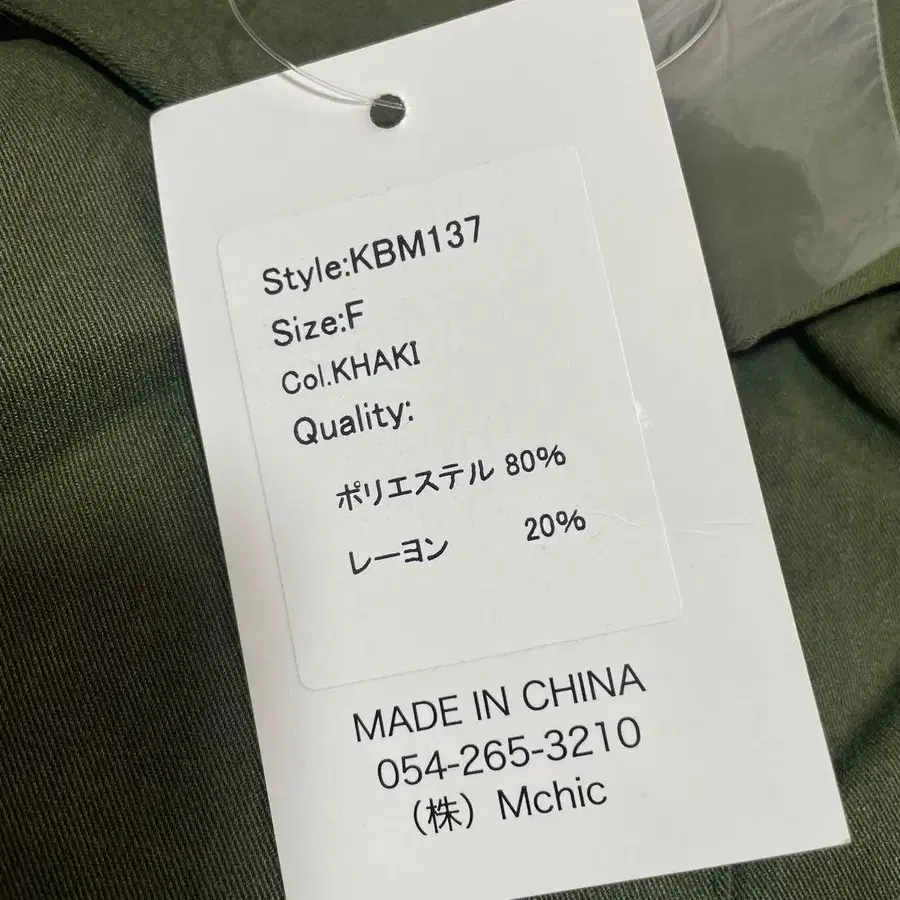 Style:KBM137
Size:F
Col.KHAKI
Quality:
ポリエステル 80%
レーヨン 20%
MADE IN CHINA
054-265-3210
（株）Mchic